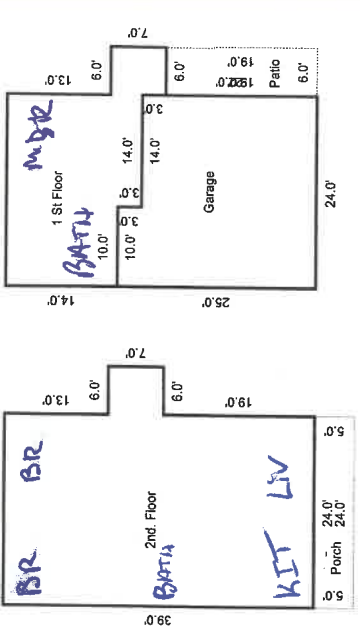 7.0'
13.0'
6.0'
6.0'
19.0'
Patio
6.0'
M.BR
1 St Floor
BATH
3.0'
14.0'
14.0'
3.0'
3.0'
10.0'
10.0'
Garage
14.0'
25.0'
24.0'
7.0'
13.0'
6.0'
6.0'
19.0'
BR
BR
2nd. Floor
BATH
KIT
LIV
5.0'
24.0'
24.0'
Porch
5.0'
39.0'